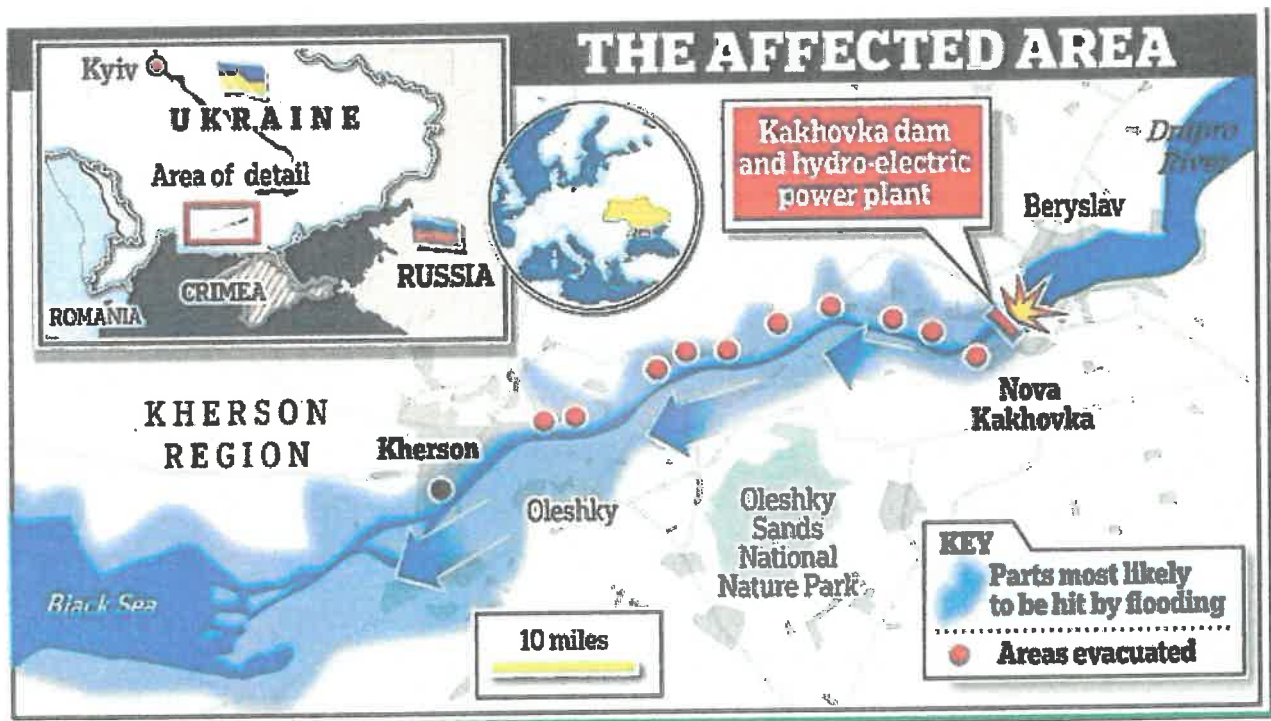 THE AFFECTED AREA
Kyiv
UKRAINE
Area of detail
RUSSIA
CRIMEA
ROMANIA
Kakhovka dam
and hydro-electric
power plant
Dnipro
River
Beryslav
Nova
Kakhovka
KHERSON
REGION
Kherson
Oleshky
Oleshky
Sands
National
Nature Park
Black Sea
10 miles
KEY
Parts most likely
to be hit by flooding
Areas evacuated